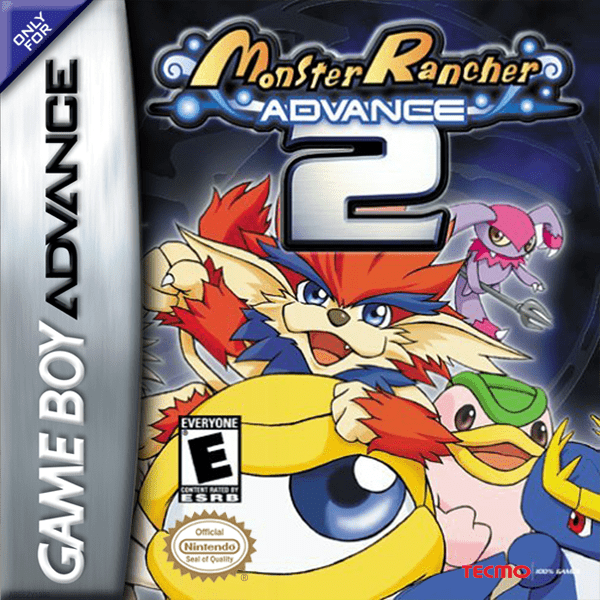 ONLY
FOR
GAME BOY ADVANCE
Monster Rancher
ADVANCE
2
EVERYONE
E
CONTENT RATED BY
ESRB
Official
Nintendo
Seal of Quality
®
TECMO
100% GAMES